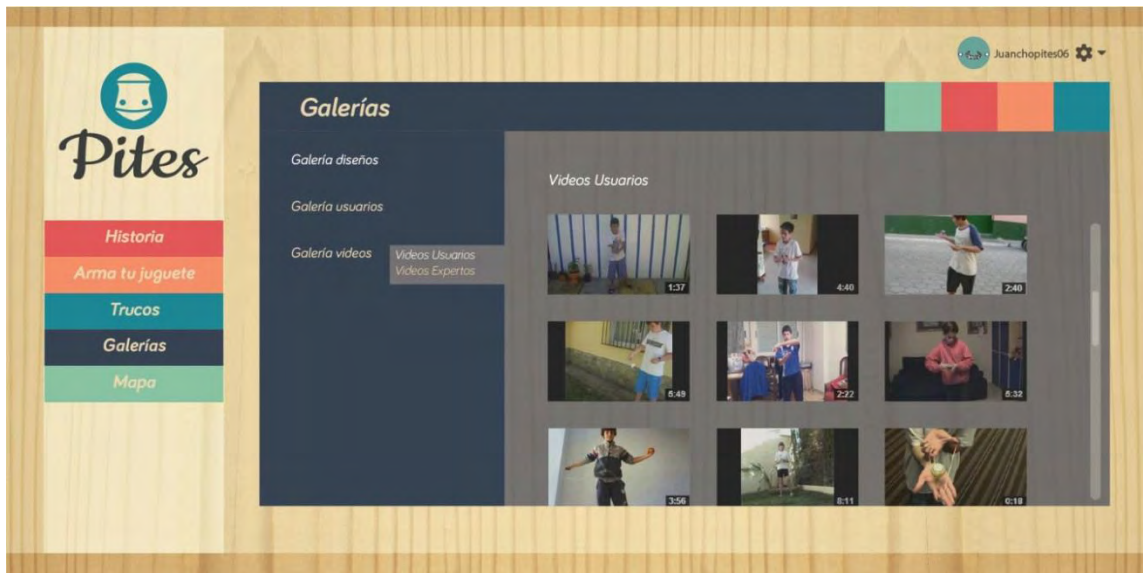 Juanchopites06
Pites
Historia
Arma tu juguete
Trucos
Galerías
Mapa
Galerías
Galería diseños
Galería usuarios
Galería videos
Videos Usuarios
Videos Expertos
Videos Usuarios
1:37
4:40
2:40
5:49
2:22
5:32
3:56
8:11
0:18